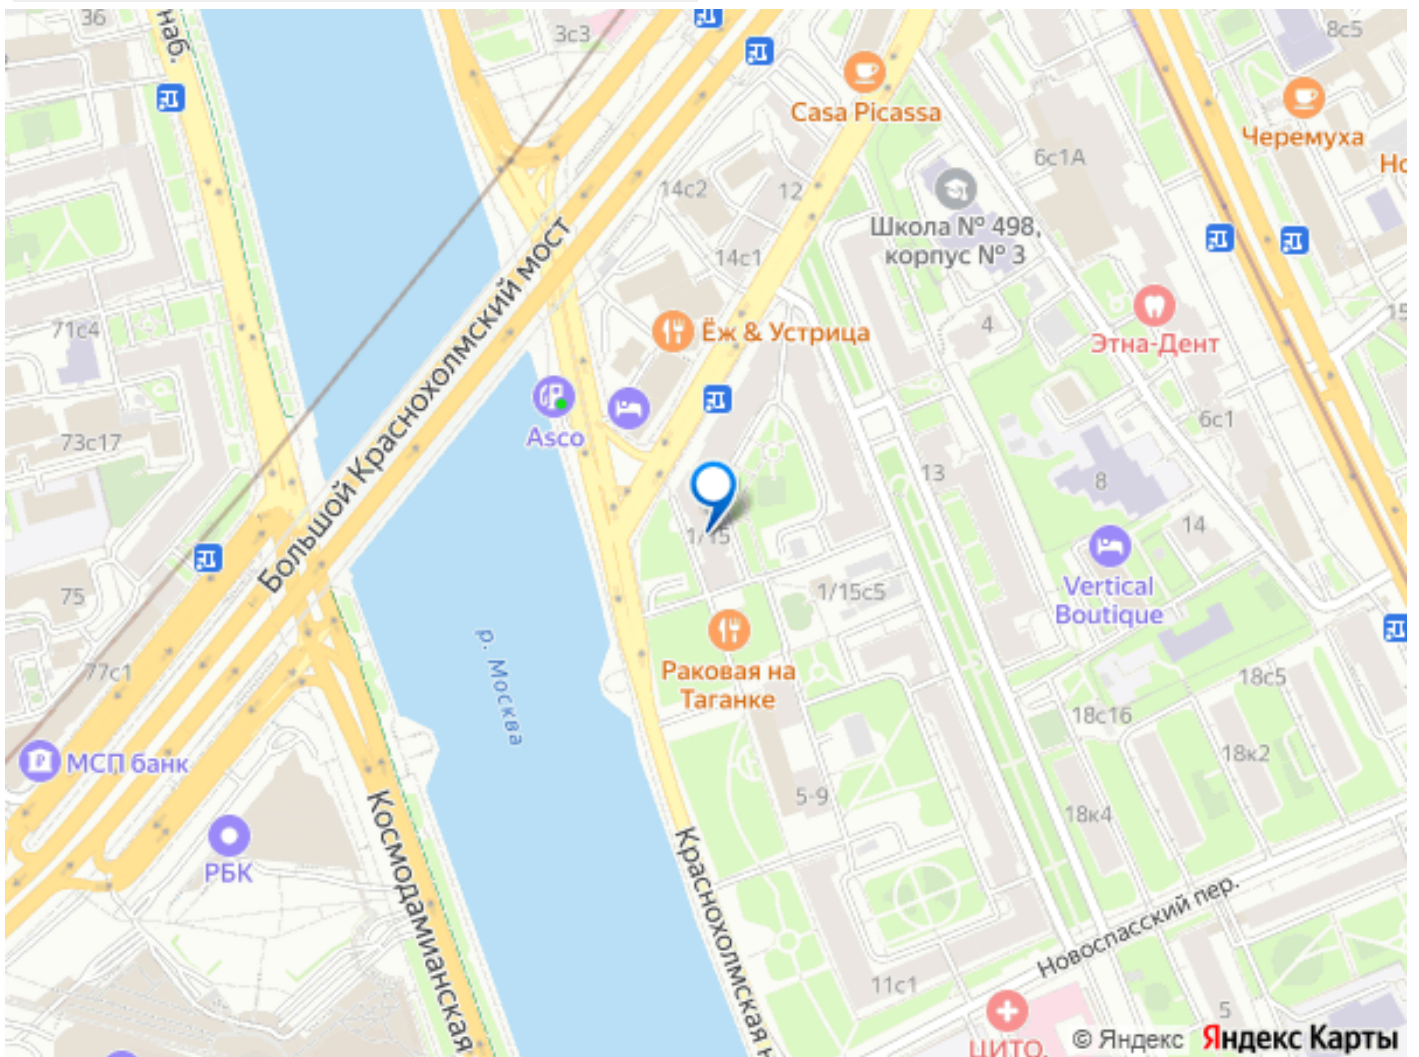 36
наб.
3с3
Casa Picassa
Черемуха
8с5
6с1А
14с2
12
Школа № 498,
корпус № 3
14с1
71с4
Ёж & Устрица
4
Этна-Дент
15
Большой Краснохолмский мост
Asco
73с17
6с1
13
8
1/15
14
75
1/15с5
Vertical
Boutique
р. Москва
77с1
Раковая на
Таганке
18с5
18с16
МСП банк
18к2
5-9
18к4
РБК
Космодамианская
Краснохолмская н
Новоспасский пер.
11с1
5
ЦИТО,
© Яндекс Яндекс Карты